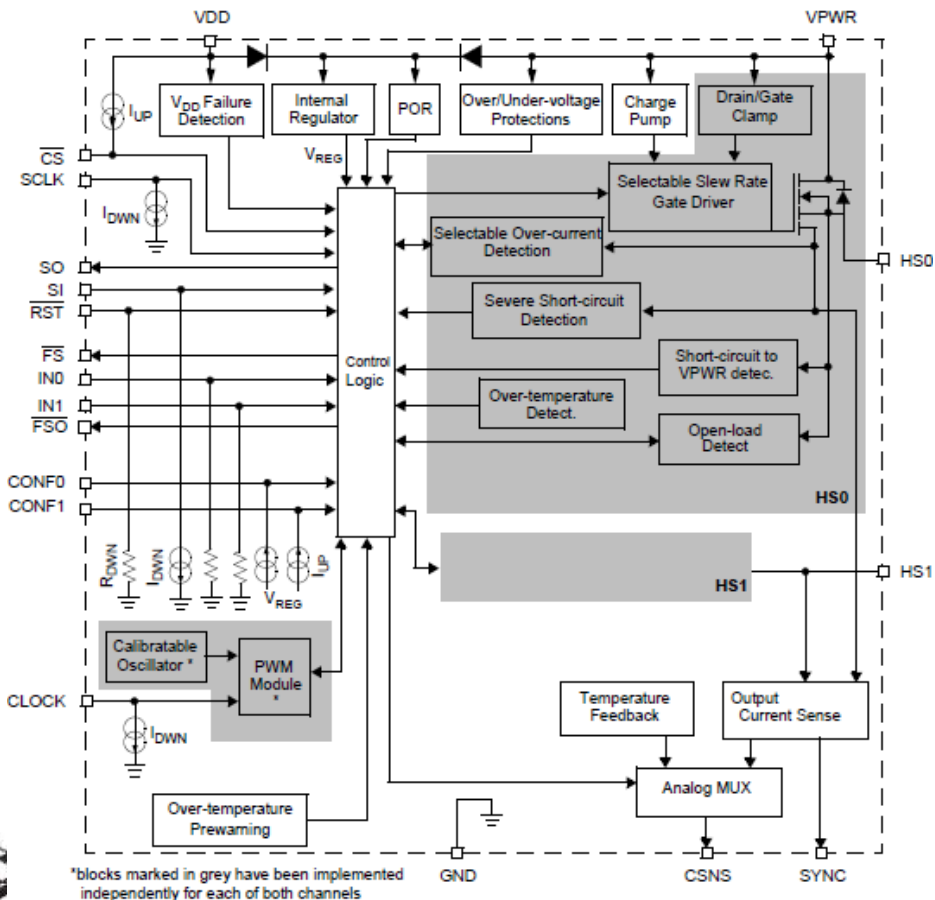 VDD
VPWR
IUP
VDD Failure
Detection
Internal
Regulator
POR
Over/Under-voltage
Protections
Charge
Pump
Drain/Gate
Clamp
VREG
CS
SCLK
IDWN
Selectable Slew Rate
Gate Driver
Selectable Over-current
Detection
HS0
SO
SI
RST
Severe Short-circuit
Detection
FS
IN0
IN1
FSO
Control
Logic
Short-circuit to
VPWR detec.
Over-temperature
Detect.
Open-load
Detect
HS0
CONF0
CONF1
RDWN
IDWN
IUP
VREG
HS1
HS1
Calibratable
Oscillator *
PWM
Module
*
CLOCK
IDWN
Temperature
Feedback
Output
Current Sense
Analog MUX
Over-temperature
Prewarning
GND
CSNS
SYNC
*blocks marked in grey have been implemented
independently for each of both channels